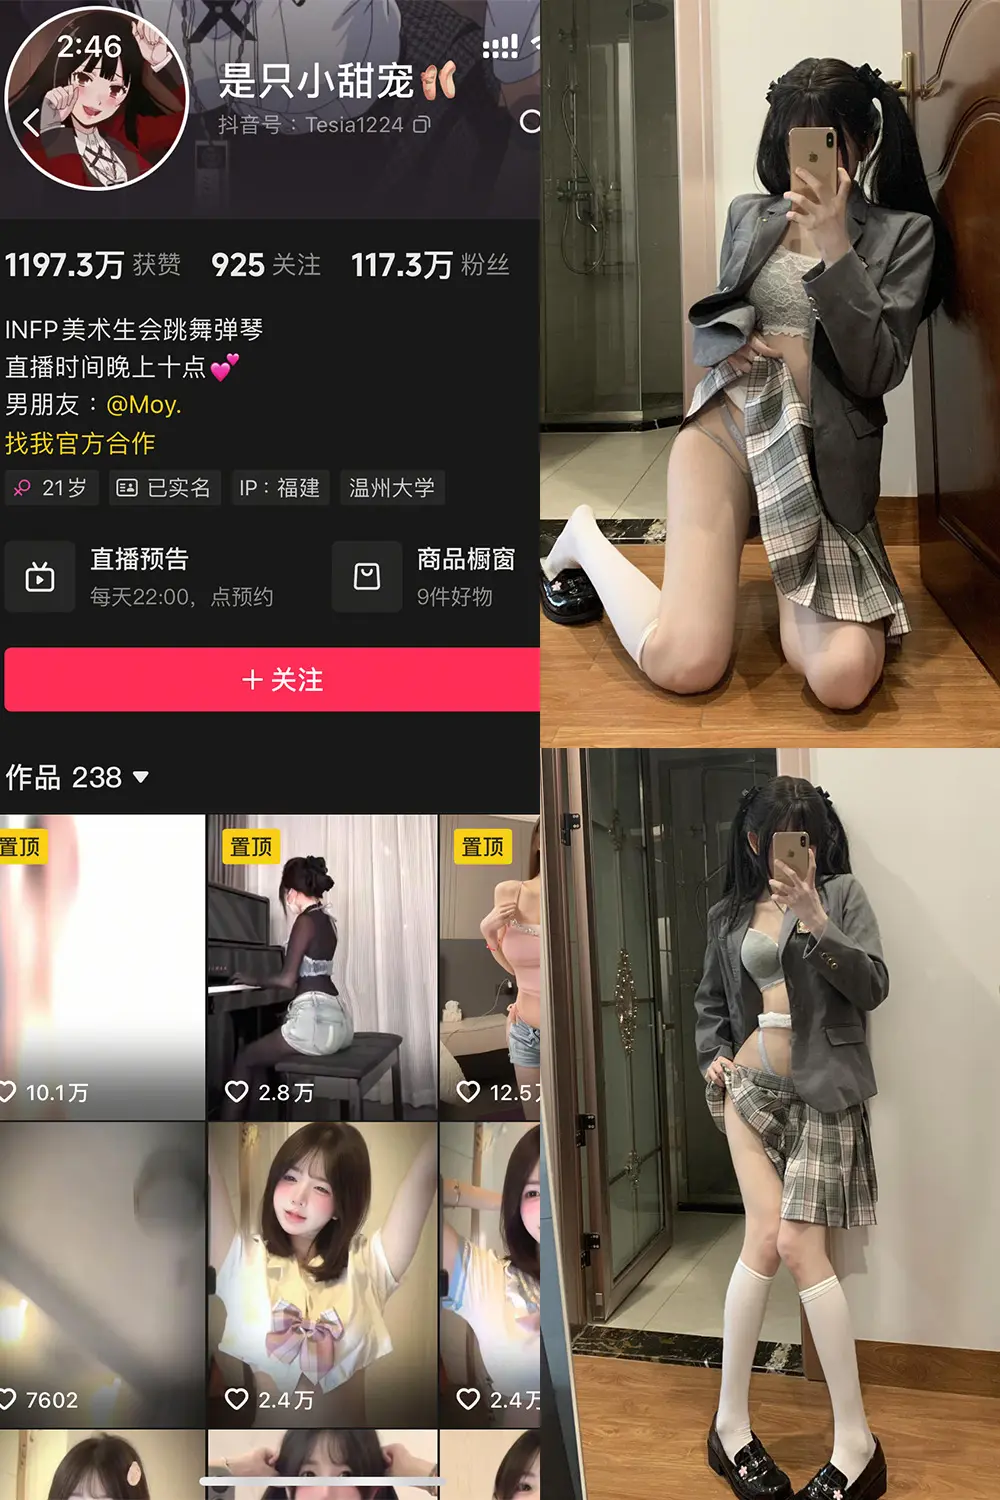 2:46
是只小甜宠
抖音号：Tesia1224
1197.3万 获赞 925 关注 117.3万 粉丝
INFP美术生会跳舞弹琴
直播时间晚上十点💕
男朋友：@Moy.
找我官方合作
21岁 已实名 IP：福建 温州大学
直播预告 商品橱窗
每天22:00，点预约 9件好物
＋关注
作品 238
置顶 置顶 置顶
10.1万 2.8万 12.5万
7602 2.4万 2.4万